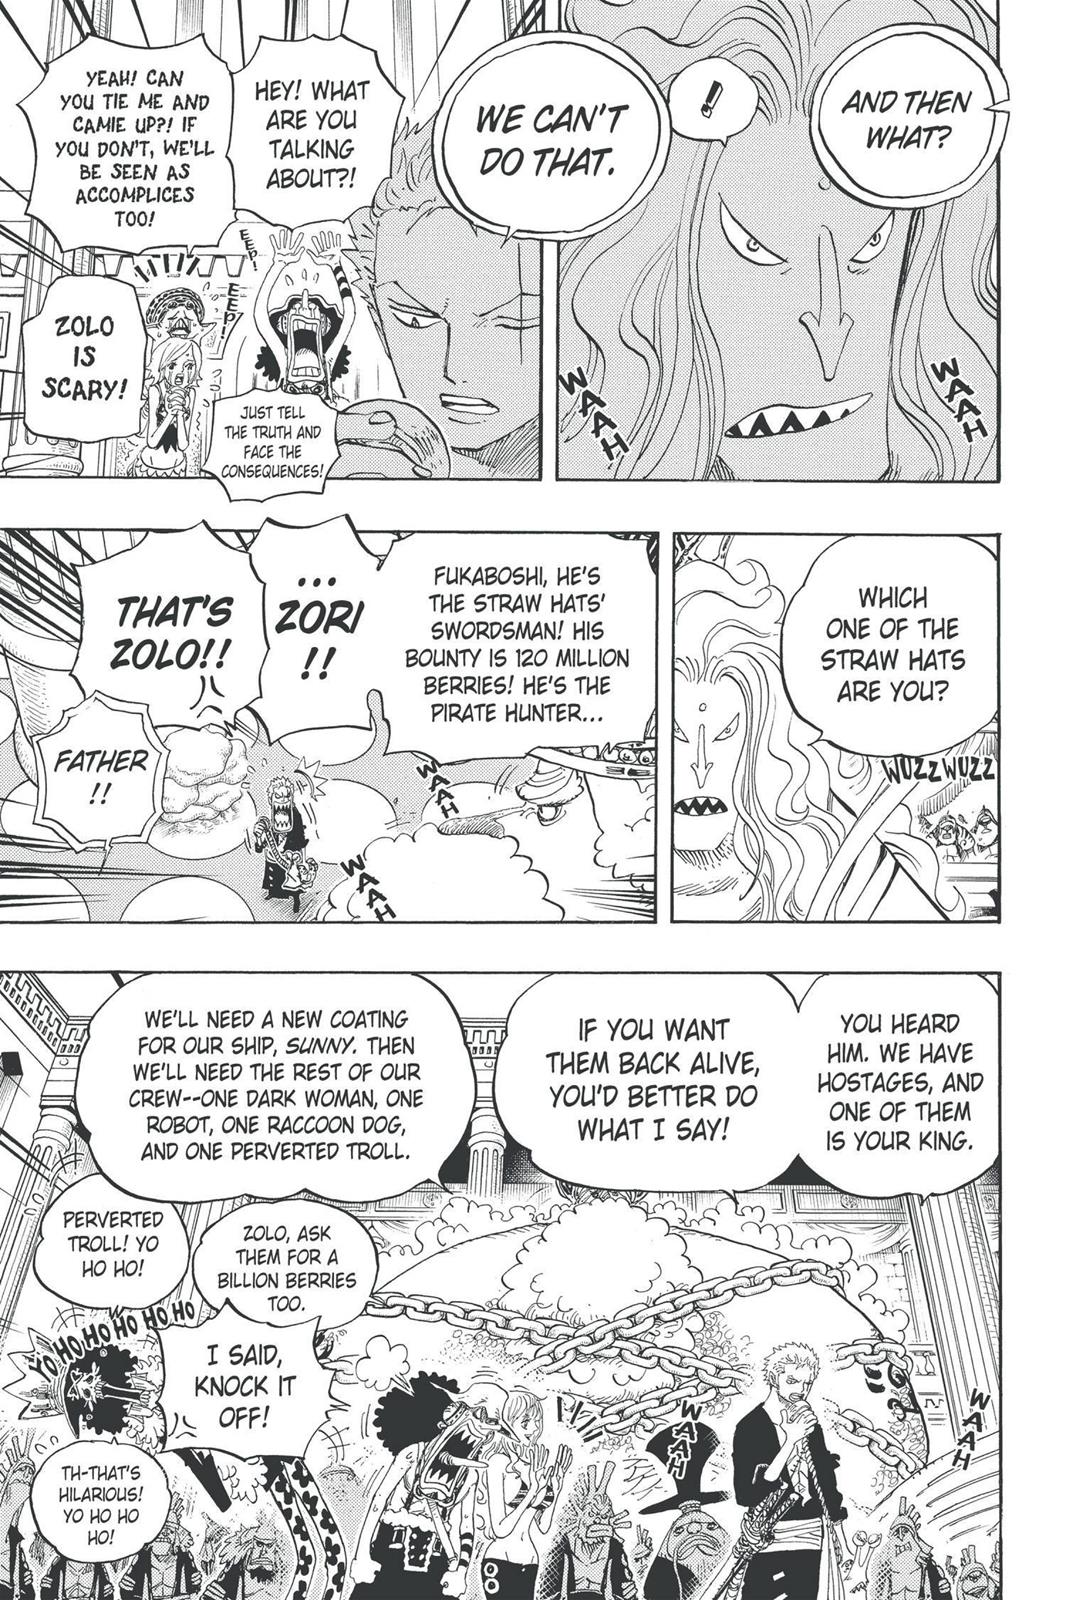 AND THEN
WHAT?
!
WE CAN'T
DO THAT.
WAAH
WAAH
HEY! WHAT
ARE YOU
TALKING
ABOUT?!
YEAH! CAN
YOU TIE ME AND
CAMIE UP?! IF
YOU DON'T, WE'LL
BE SEEN AS
ACCOMPLICES
TOO!
EEP!
EEP!
ZOLO
IS
SCARY!
JUST TELL
THE TRUTH AND
FACE THE
CONSEQUENCES!
WHICH
ONE OF THE
STRAW HATS
ARE YOU?
WUZZ WUZZ
FUKABOSHI, HE'S
THE STRAW HATS'
SWORDSMAN! HIS
BOUNTY IS 120 MILLION
BERRIES! HE'S THE
PIRATE HUNTER...
...
ZORI
!!
THAT'S
ZOLO!!
FATHER
!!
WAAH
WAAH
YOU HEARD
HIM. WE HAVE
HOSTAGES, AND
ONE OF THEM
IS YOUR KING.
IF YOU WANT
THEM BACK ALIVE,
YOU'D BETTER DO
WHAT I SAY!
WE'LL NEED A NEW COATING
FOR OUR SHIP, SUNNY. THEN
WE'LL NEED THE REST OF OUR
CREW--ONE DARK WOMAN, ONE
ROBOT, ONE RACCOON DOG,
AND ONE PERVERTED TROLL.
ZOLO, ASK
THEM FOR A
BILLION BERRIES
TOO.
PERVERTED
TROLL! YO
HO HO!
YO HO HO HO HO HO
I SAID,
KNOCK IT
OFF!
TH-THAT'S
HILARIOUS!
YO HO HO
HO!
WAAH
WAAH